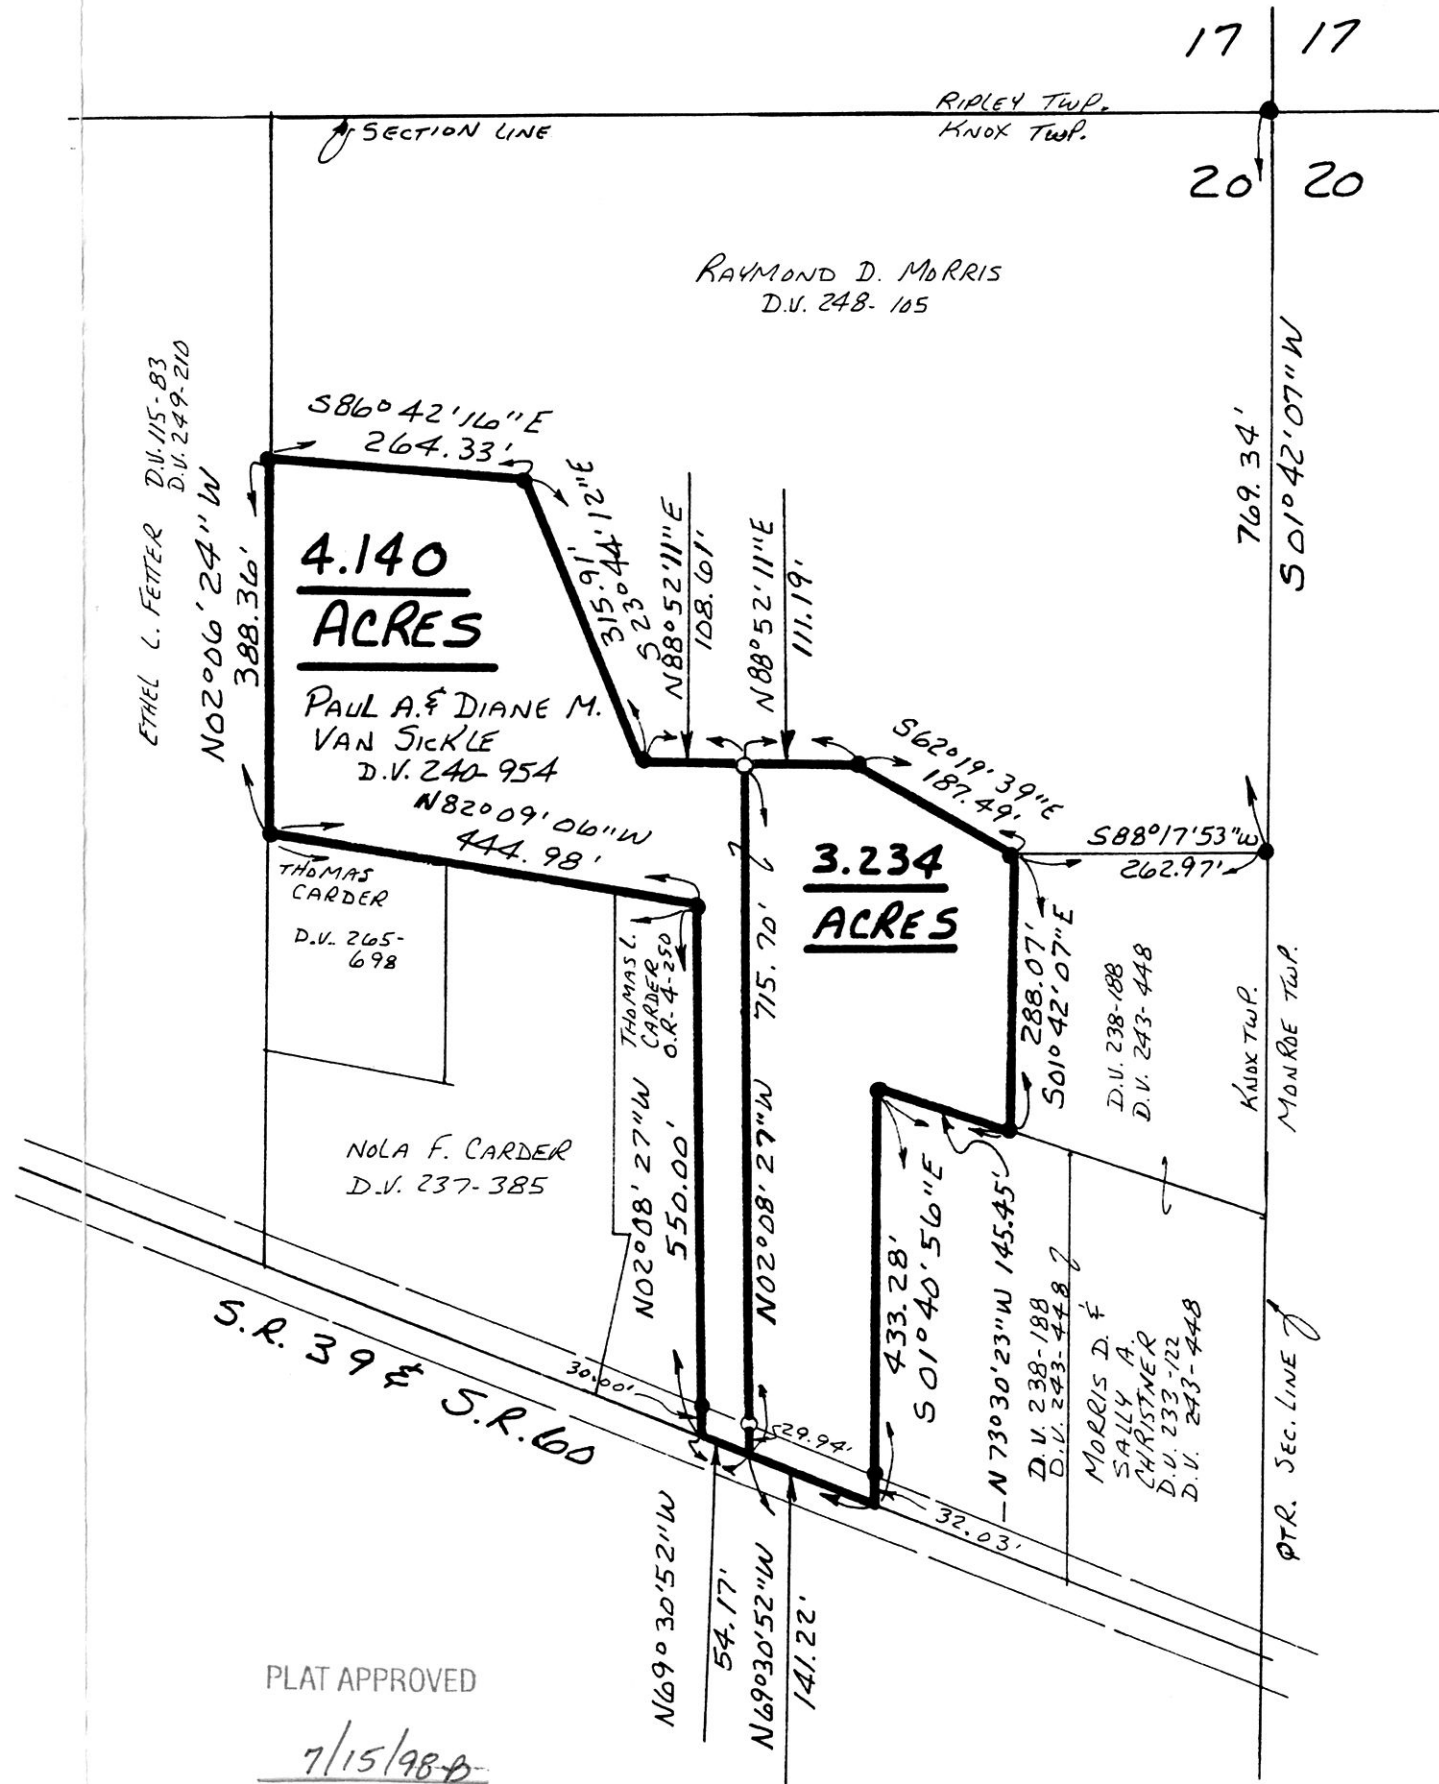 17 17
RIPLEY TWP.
KNOX TWP.
SECTION LINE
20 20
RAYMOND D. MORRIS
D.V. 248-105
ETHEL L. FETTER D.V. 115-83
D.V. 249-210
N02°06'24"W
388.36'
S86°42'16"E
264.33'
4.140
ACRES
315.91'
S23°44'12"E
N88°52'11"E
108.61'
N88°52'11"E
111.19'
769.34'
S01°42'07"W
PAUL A. & DIANE M.
VAN SICKLE
D.V. 240-954
N82°09'06"W
444.98'
S62°19'39"E
187.49'
3.234
ACRES
S88°17'53"W
262.97'
THOMAS
CARDER
D.V. 265-
698
THOMAS L.
CARDER
O.R.-4-250
715.70'
N02°08'27"W
288.07'
S01°42'07"E
D.V. 238-188
D.V. 243-448
KNOX TWP.
MONROE TWP.
NOLA F. CARDER
D.V. 237-385
N02°08'27"W
550.00'
433.28'
S01°40'56"E
N73°30'23"W 145.45'
D.V. 238-188
D.V. 243-448
MORRIS D. &
SALLY A.
CHRISTNER
D.V. 233-122
D.V. 243-448
QTR. SEC. LINE
S.R. 39 & S.R. 60
30.00'
29.94'
32.03'
N69°30'52"W
54.17'
N69°30'52"W
141.22'
PLAT APPROVED
7/15/98-B-